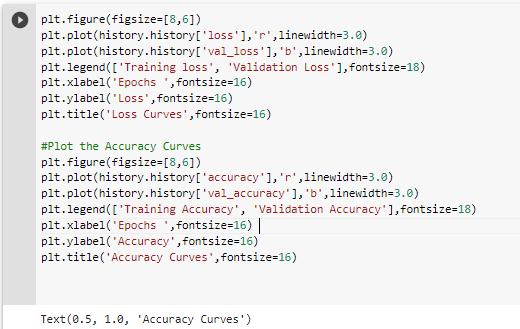 plt.figure(figsize=[8,6])
plt.plot(history.history['loss'],'r',linewidth=3.0)
plt.plot(history.history['val_loss'],'b',linewidth=3.0)
plt.legend(['Training loss', 'Validation Loss'],fontsize=18)
plt.xlabel('Epochs ',fontsize=16)
plt.ylabel('Loss',fontsize=16)
plt.title('Loss Curves',fontsize=16)

#Plot the Accuracy Curves
plt.figure(figsize=[8,6])
plt.plot(history.history['accuracy'],'r',linewidth=3.0)
plt.plot(history.history['val_accuracy'],'b',linewidth=3.0)
plt.legend(['Training Accuracy', 'Validation Accuracy'],fontsize=18)
plt.xlabel('Epochs ',fontsize=16)
plt.ylabel('Accuracy',fontsize=16)
plt.title('Accuracy Curves',fontsize=16)

Text(0.5, 1.0, 'Accuracy Curves')